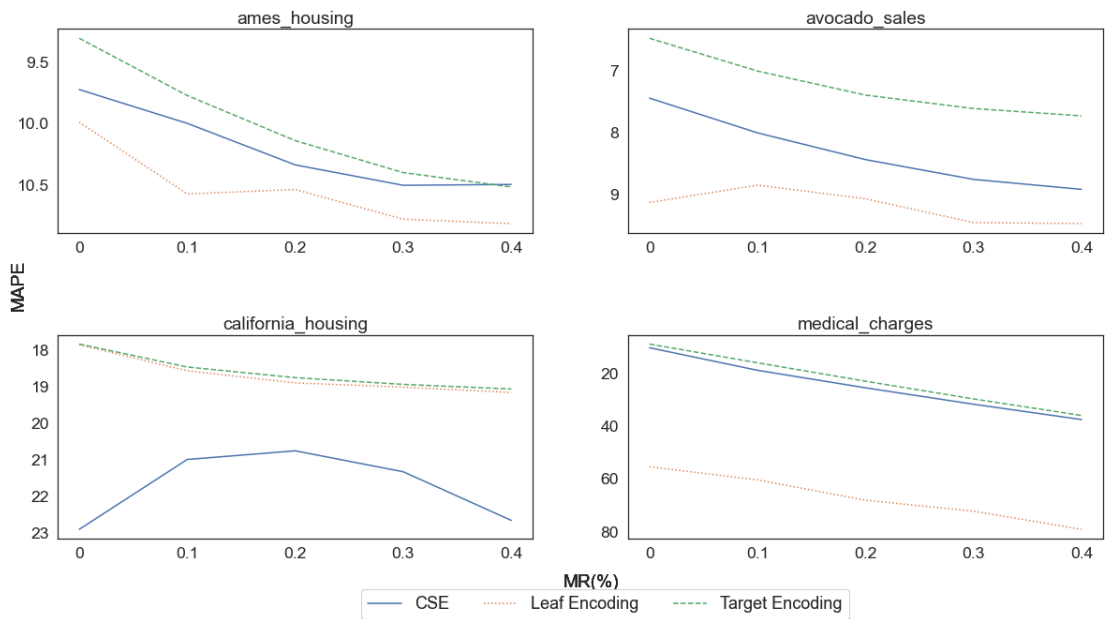 ames_housing
9.5
10.0
10.5
0 0.1 0.2 0.3 0.4
avocado_sales
7
8
9
0 0.1 0.2 0.3 0.4
MAPE
california_housing
18
19
20
21
22
23
0 0.1 0.2 0.3 0.4
medical_charges
20
40
60
80
0 0.1 0.2 0.3 0.4
MR(%)
CSE Leaf Encoding Target Encoding